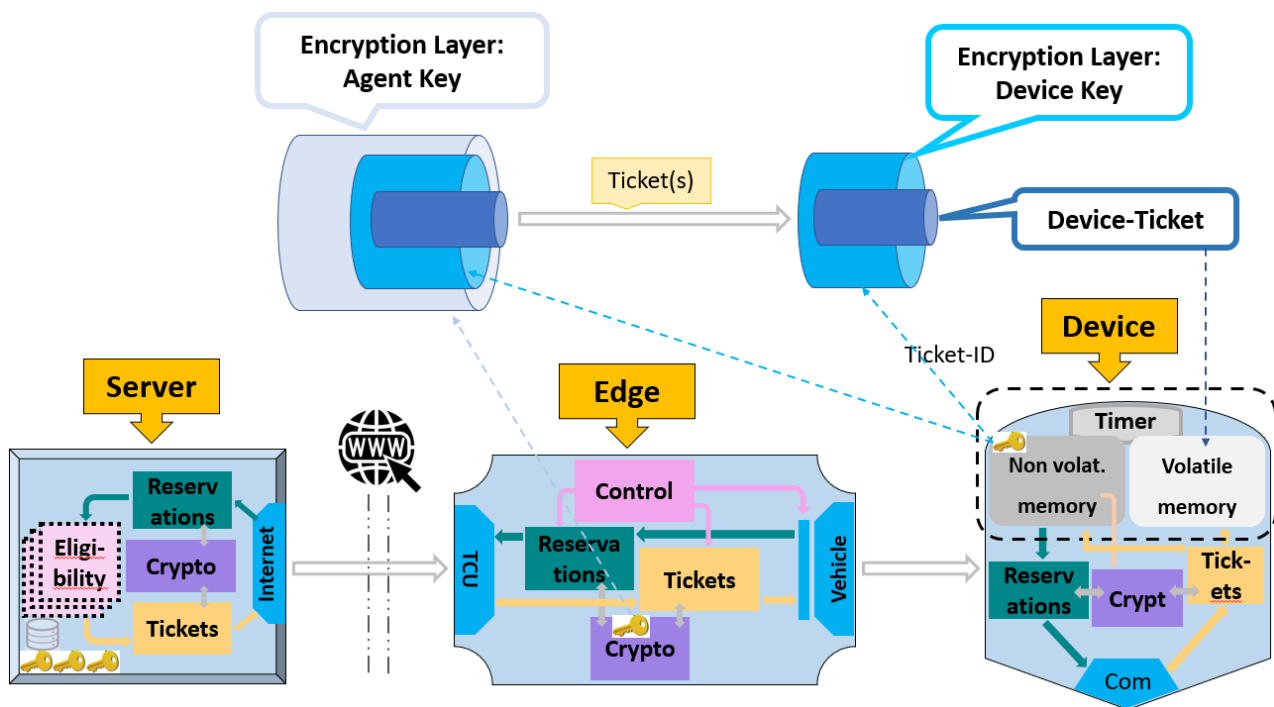 Encryption Layer:
Agent Key
Encryption Layer:
Device Key
Ticket(s)
Device-Ticket
Ticket-ID
Server
Edge
Device
WWW
Reserv
ations
Eligi-
bility
Crypto
Tickets
Internet
TCU
Control
Reserva
tions
Tickets
Crypto
Vehicle
Timer
Non volat.
memory
Volatile
memory
Reserv
ations
Crypt
Tick-
ets
Com